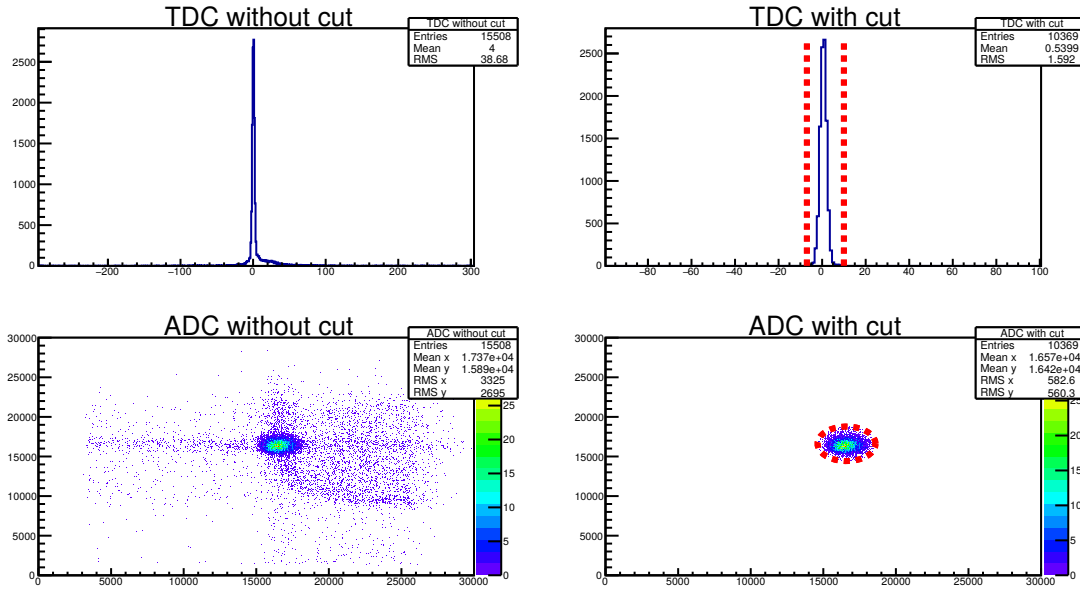 TDC without cut
TDC without cut
Entries 15508
Mean 4
RMS 38.68
2500
2000
1500
1000
500
0
−200 −100 0 100 200 300
TDC with cut
TDC with cut
Entries 10369
Mean 0.5399
RMS 1.592
2500
2000
1500
1000
500
0
−80 −60 −40 −20 0 20 40 60 80 100
ADC without cut
ADC without cut
Entries 15508
Mean x 1.737e+04
Mean y 1.589e+04
RMS x 3325
RMS y 2695
30000
25000
20000
15000
10000
5000
0
0 5000 10000 15000 20000 25000 30000
25
20
15
10
5
0
ADC with cut
ADC with cut
Entries 10369
Mean x 1.657e+04
Mean y 1.642e+04
RMS x 582.6
RMS y 560.3
30000
25000
20000
15000
10000
5000
0
0 5000 10000 15000 20000 25000 30000
20
15
10
5
0